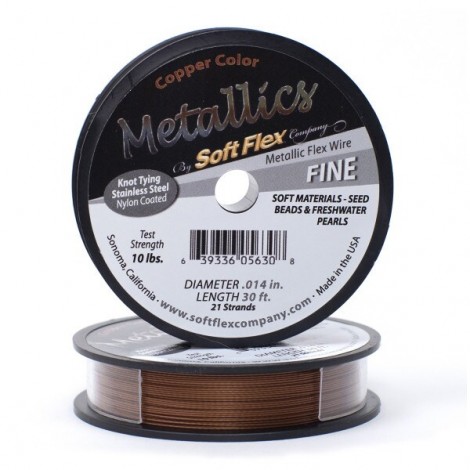 Copper Color
Metallics
By Soft Flex Company
Metallic Flex Wire
FINE
Knot Tying
Stainless Steel
Nylon Coated
SOFT MATERIALS - SEED
BEADS & FRESHWATER
PEARLS
Test
Strength
10 lbs.
6 39336 05630 8
DIAMETER .014 in.
LENGTH 30 ft.
21 Strands
Sonoma, California. • www.softflexcompany.com • Made in the USA